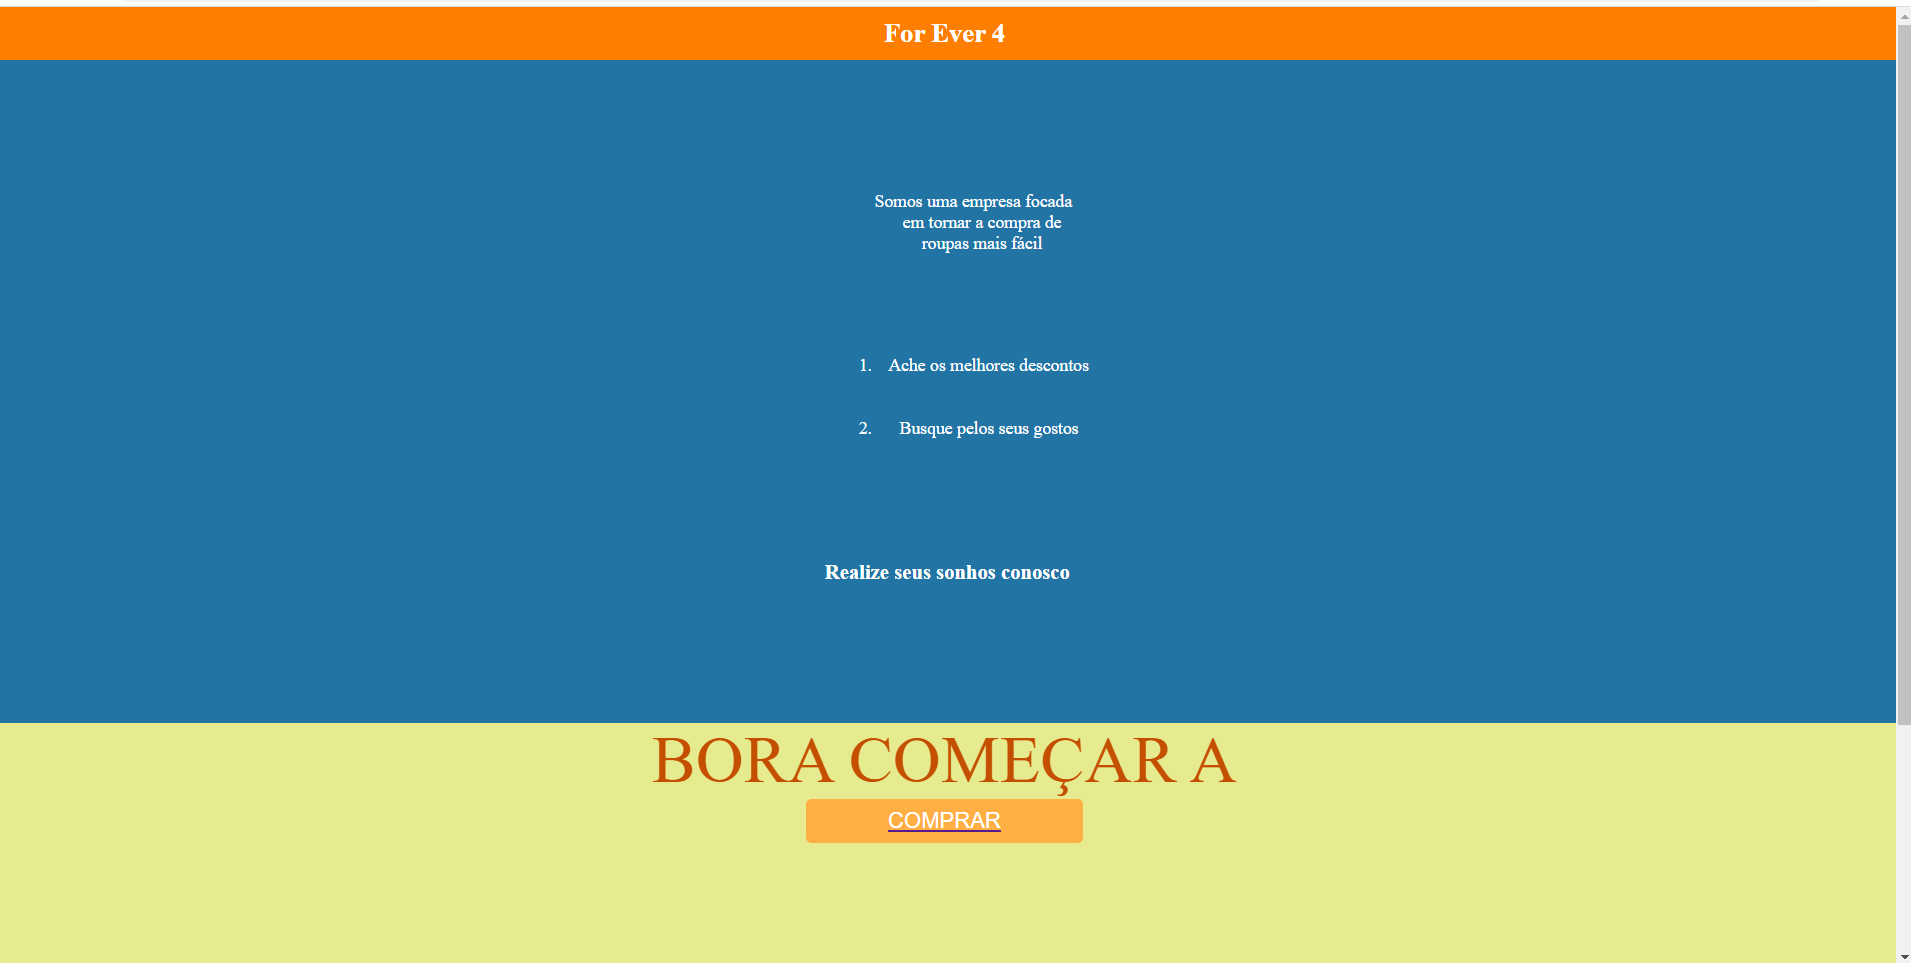 For Ever 4
Somos uma empresa focada
em tornar a compra de
roupas mais fácil
1. Ache os melhores descontos
2. Busque pelos seus gostos
Realize seus sonhos conosco
BORA COMEÇAR A
COMPRAR